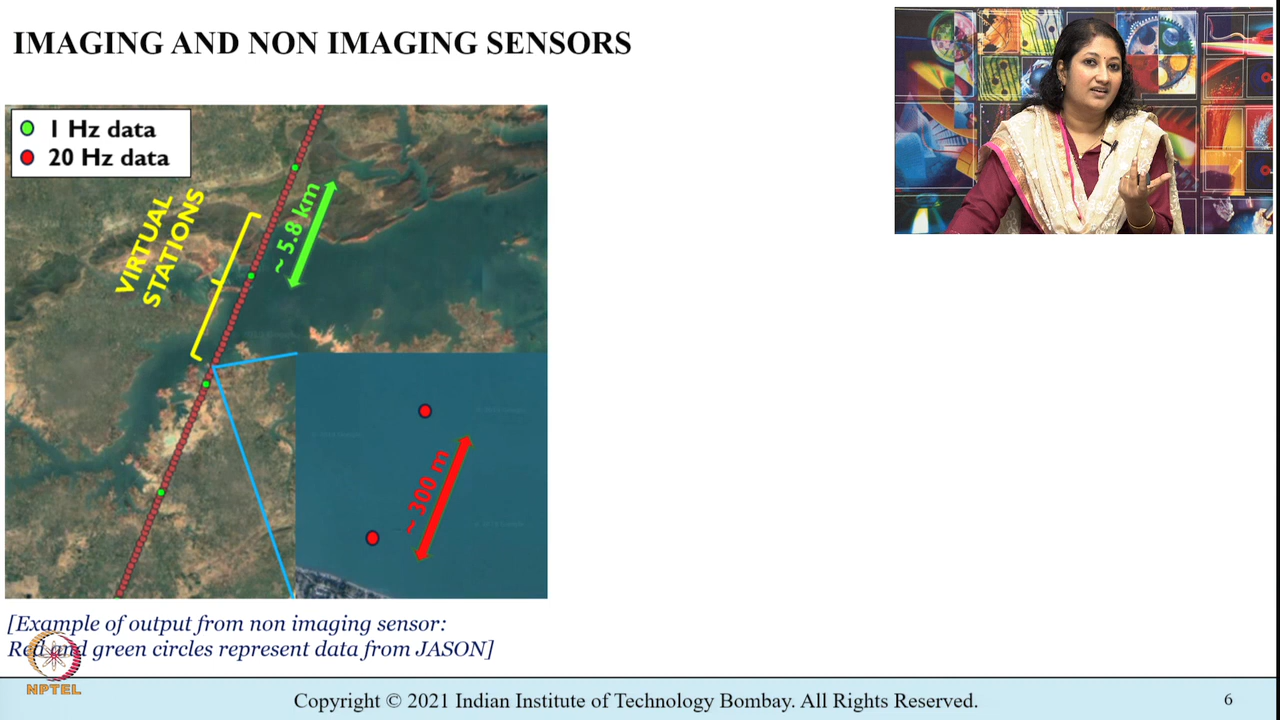 IMAGING AND NON IMAGING SENSORS
1 Hz data
20 Hz data
VIRTUAL
STATIONS
~ 5.8 km
~ 300 m
[Example of output from non imaging sensor:
Red and green circles represent data from JASON]
NPTEL
Copyright © 2021 Indian Institute of Technology Bombay. All Rights Reserved.
6